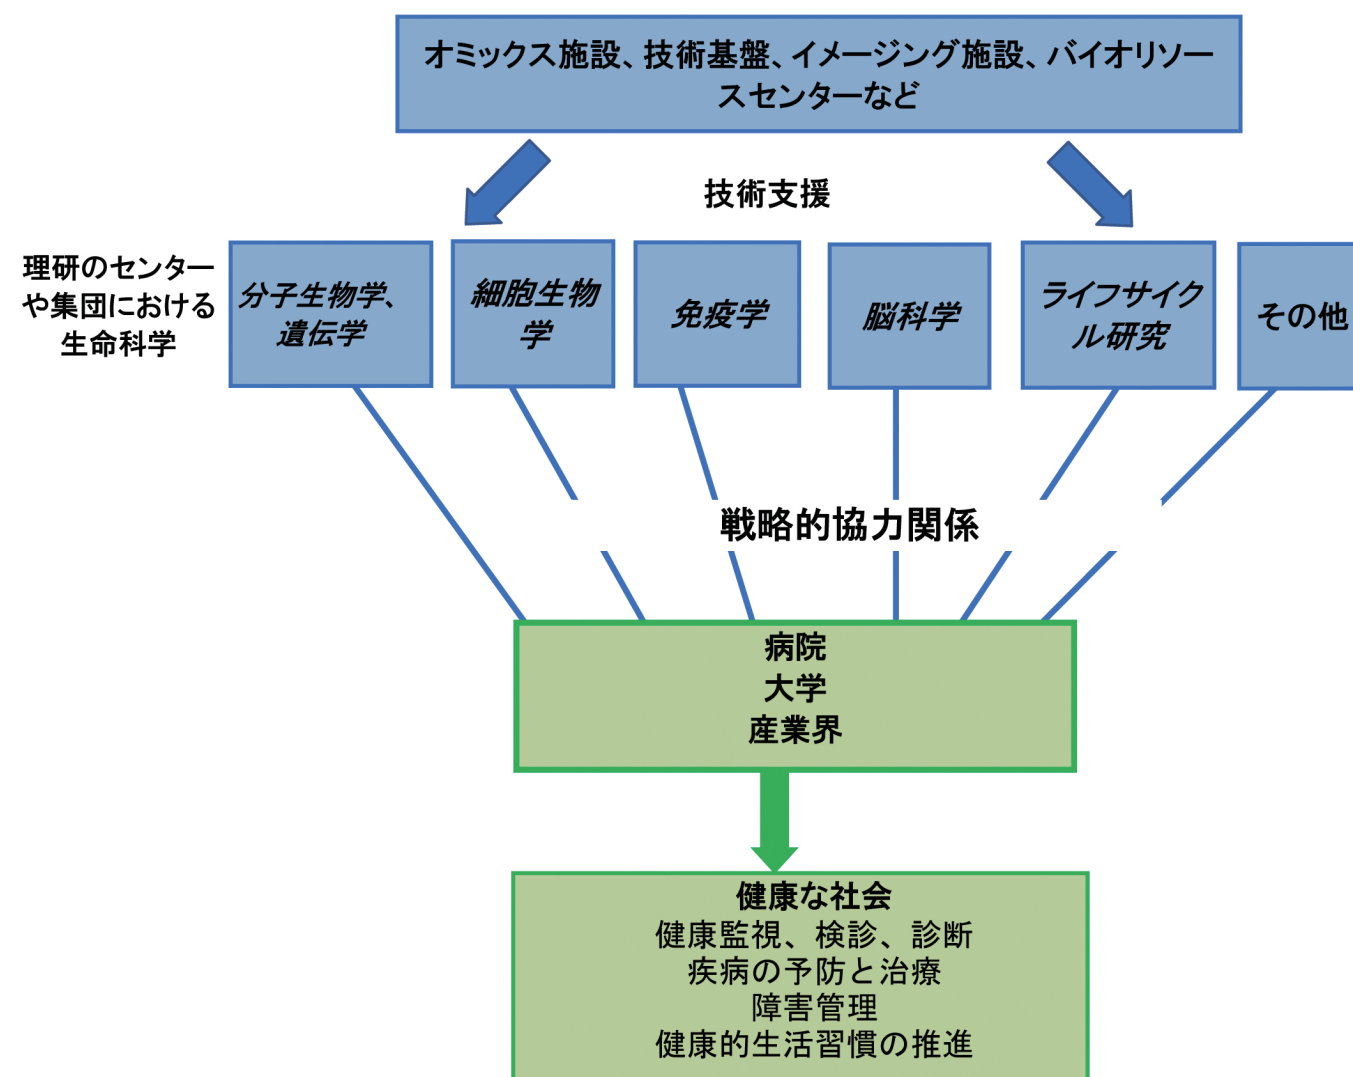 オミックス施設、技術基盤、イメージング施設、バイオリソー
スセンターなど
技術支援
理研のセンター
や集団における
生命科学
分子生物学、
遺伝学
細胞生物
学
免疫学
脳科学
ライフサイク
ル研究
その他
戦略的協力関係
病院
大学
産業界
健康な社会
健康監視、検診、診断
疾病の予防と治療
障害管理
健康的生活習慣の推進